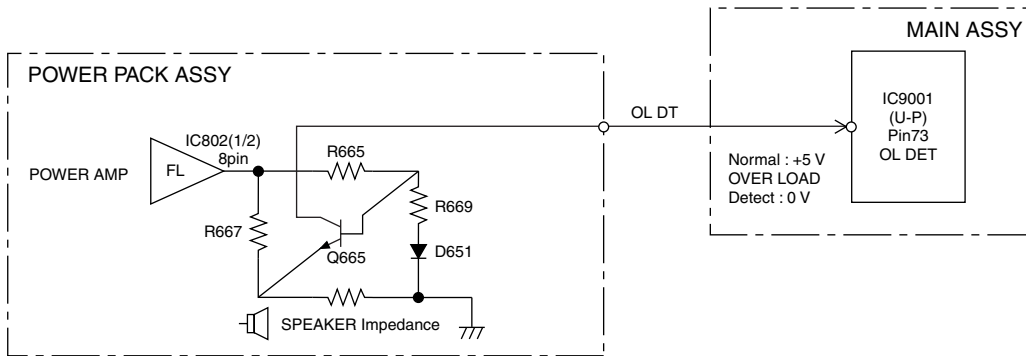 MAIN ASSY
POWER PACK ASSY
OL DT
IC9001
(U-P)
Pin73
OL DET
IC802(1/2)
8pin
R665
POWER AMP
FL
Normal : +5 V
OVER LOAD
Detect : 0 V
R669
R667
Q665
D651
SPEAKER Impedance